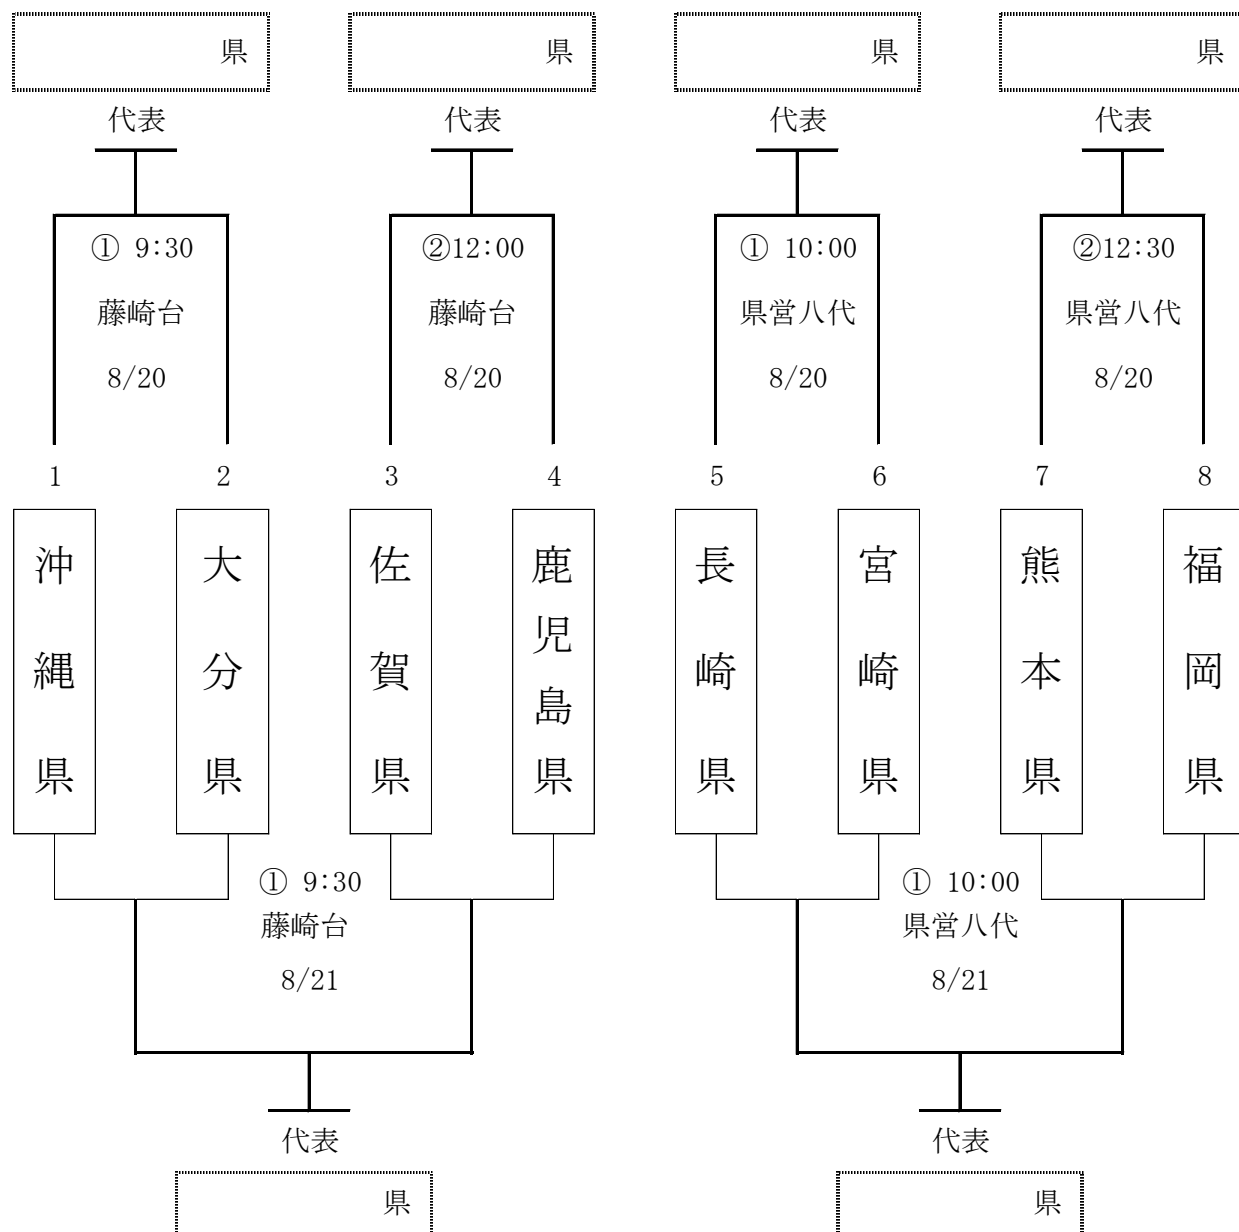 県 県 県 県
代表 代表 代表 代表
① 9:30 ②12:00 ① 10:00 ②12:30
藤崎台 藤崎台 県営八代 県営八代
8/20 8/20 8/20 8/20
1 2 3 4 5 6 7 8
沖縄県 大分県 佐賀県 鹿児島県 長崎県 宮崎県 熊本県 福岡県
① 9:30 ① 10:00
藤崎台 県営八代
8/21 8/21
代表 代表
県 県